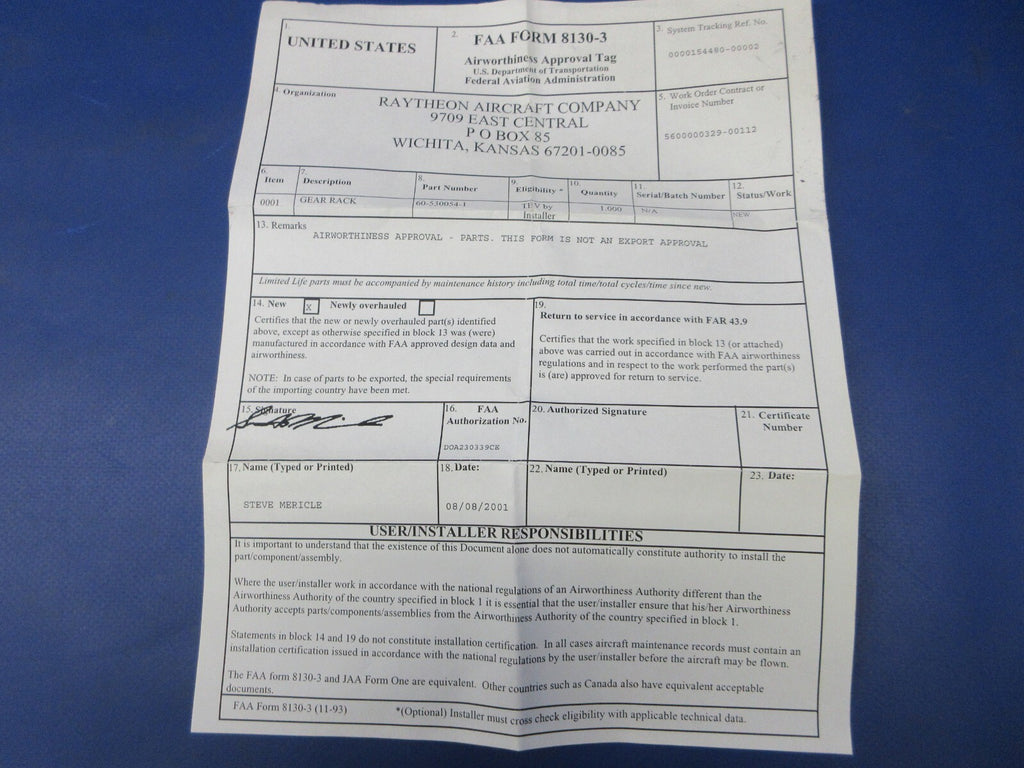 1.
UNITED STATES
2.
FAA FORM 8130-3
Airworthiness Approval Tag
U.S. Department of Transportation
Federal Aviation Administration
3. System Tracking Ref. No.
0000154480-00002
4. Organization
RAYTHEON AIRCRAFT COMPANY
9709 EAST CENTRAL
P O BOX 85
WICHITA, KANSAS 67201-0085
5. Work Order Contract or
Invoice Number
5600000329-00112
6.
Item
7.
Description
8.
Part Number
9.
Eligibility *
10.
Quantity
11.
Serial/Batch Number
12.
Status/Work
0001
GEAR RACK
60-530054-1
TBV by
Installer
1.000
N/A
NEW
13. Remarks
AIRWORTHINESS APPROVAL - PARTS. THIS FORM IS NOT AN EXPORT APPROVAL
Limited Life parts must be accompanied by maintenance history including total time/total cycles/time since new.
14. New X Newly overhauled
Certifies that the new or newly overhauled part(s) identified
above, except as otherwise specified in block 13 was (were)
manufactured in accordance with FAA approved design data and
airworthiness.
NOTE: In case of parts to be exported, the special requirements
of the importing country have been met.
19.
Return to service in accordance with FAR 43.9
Certifies that the work specified in block 13 (or attached)
above was carried out in accordance with FAA airworthiness
regulations and in respect to the work performed the part(s)
is (are) approved for return to service.
15. Signature
16. FAA
Authorization No.
DOA230339CE
20. Authorized Signature
21. Certificate
Number
17. Name (Typed or Printed)
STEVE MERICLE
18. Date:
08/08/2001
22. Name (Typed or Printed)
23. Date:
USER/INSTALLER RESPONSIBILITIES
It is important to understand that the existence of this Document alone does not automatically constitute authority to install the
part/component/assembly.
Where the user/installer work in accordance with the national regulations of an Airworthiness Authority different than the
Airworthiness Authority of the country specified in block 1 it is essential that the user/installer ensure that his/her Airworthiness
Authority accepts parts/components/assemblies from the Airworthiness Authority of the country specified in block 1.
Statements in block 14 and 19 do not constitute installation certification. In all cases aircraft maintenance records must contain an
installation certification issued in accordance with the national regulations by the user/installer before the aircraft may be flown.
The FAA form 8130-3 and JAA Form One are equivalent. Other countries such as Canada also have equivalent acceptable
documents.
FAA Form 8130-3 (11-93)
*(Optional) Installer must cross check eligibility with applicable technical data.